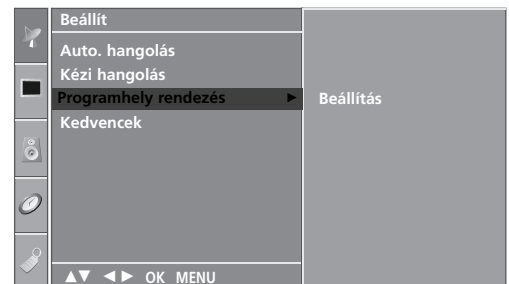 Beállít
Auto. hangolás
Kézi hangolás
Programhely rendezés ►
Beállítás
Kedvencek
▲▼ ◄► OK MENU